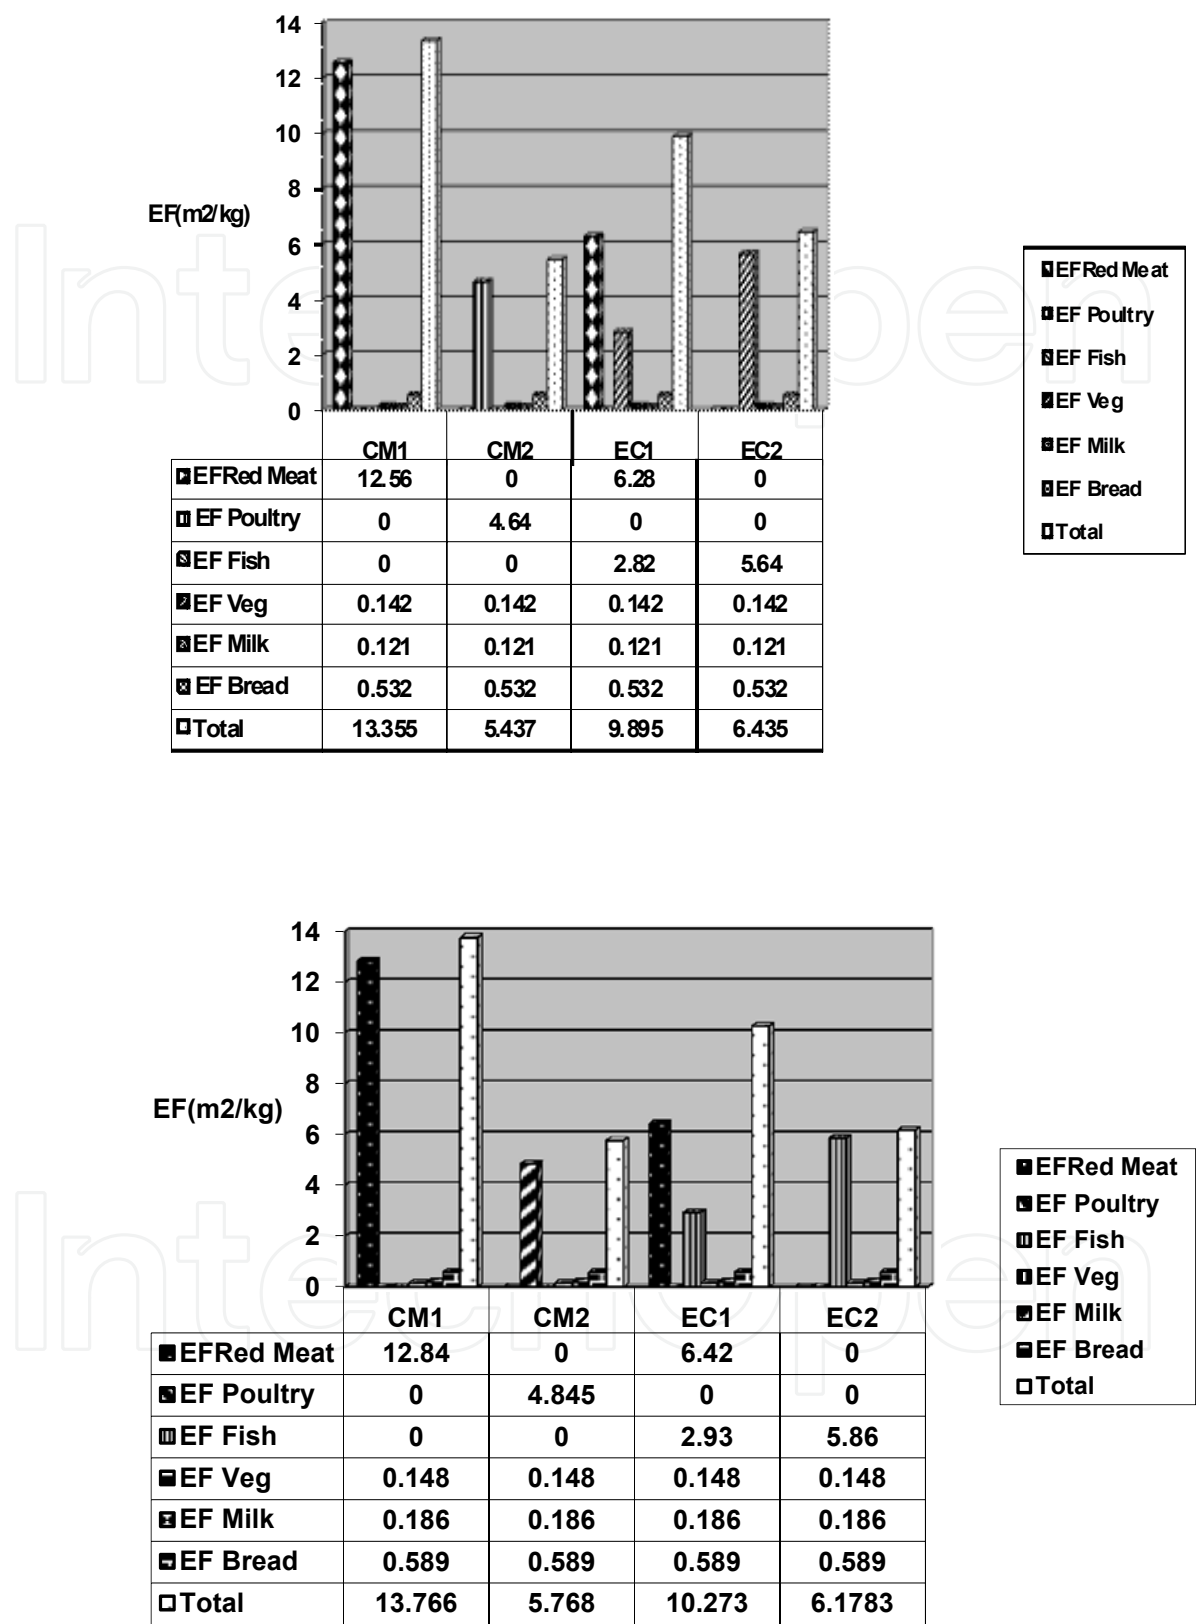 14
12
10
8
EF(m2/kg)
6
4
2
0
EFRed Meat
EF Poultry
EF Fish
EF Veg
EF Milk
EF Bread
Total
CM1 CM2 EC1 EC2
EFRed Meat 12.56 0 6.28 0
EF Poultry 0 4.64 0 0
EF Fish 0 0 2.82 5.64
EF Veg 0.142 0.142 0.142 0.142
EF Milk 0.121 0.121 0.121 0.121
EF Bread 0.532 0.532 0.532 0.532
Total 13.355 5.437 9.895 6.435
14
12
10
8
EF(m2/kg)
6
4
2
0
EFRed Meat
EF Poultry
EF Fish
EF Veg
EF Milk
EF Bread
Total
CM1 CM2 EC1 EC2
EFRed Meat 12.84 0 6.42 0
EF Poultry 0 4.845 0 0
EF Fish 0 0 2.93 5.86
EF Veg 0.148 0.148 0.148 0.148
EF Milk 0.186 0.186 0.186 0.186
EF Bread 0.589 0.589 0.589 0.589
Total 13.766 5.768 10.273 6.1783
IntechOpen
IntechOpen